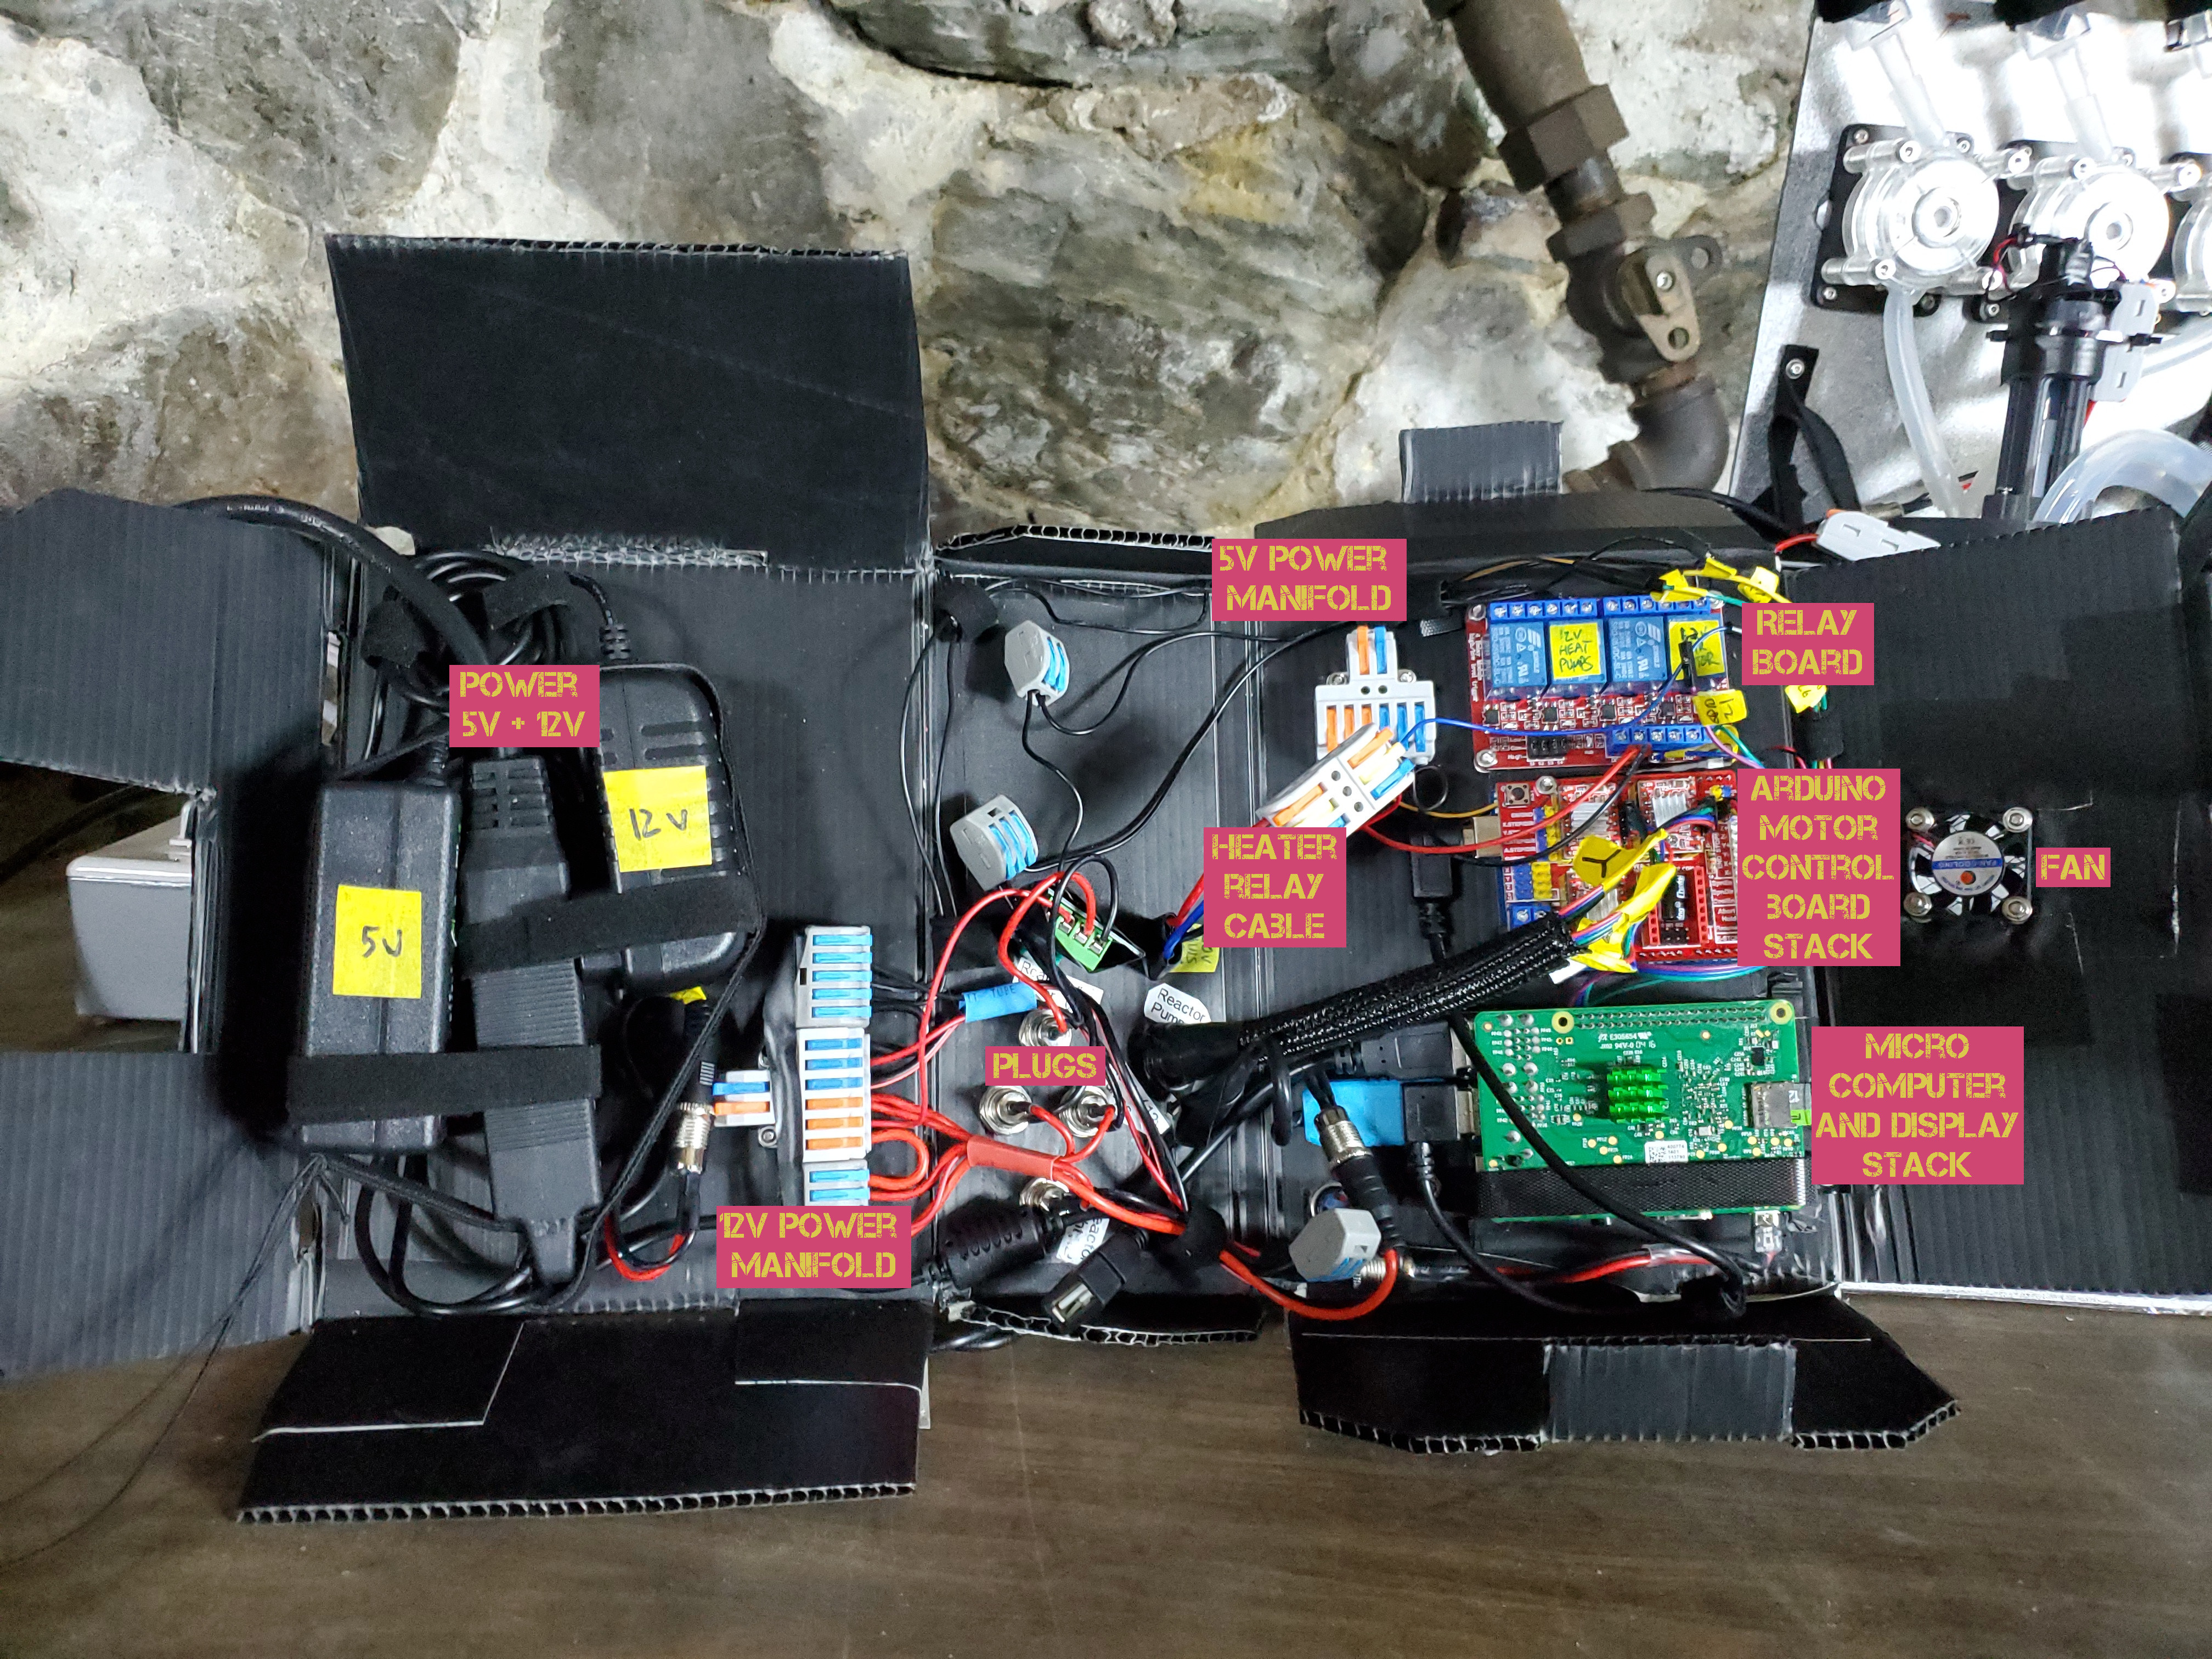 5V POWER
MANIFOLD
RELAY
BOARD
12V
HEAT
PUMPS
POWER
5V + 12V
12V
5V
ARDUINO
MOTOR
CONTROL
BOARD
STACK
HEATER
RELAY
CABLE
FAN
Y
Reactor
Pump
PLUGS
MICRO
COMPUTER
AND DISPLAY
STACK
12V POWER
MANIFOLD